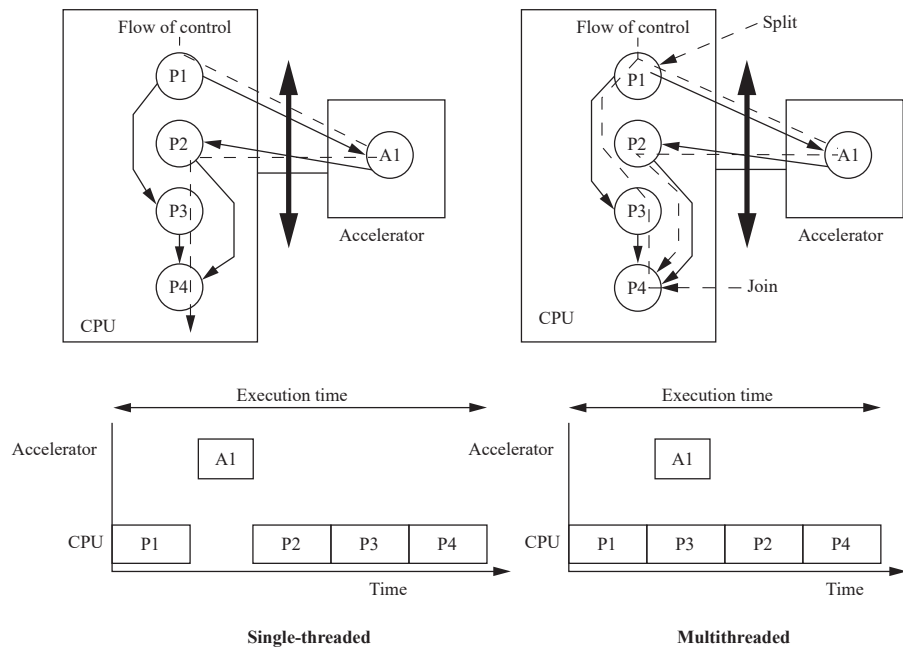 Flow of control
P1
P2
A1
P3
Accelerator
P4
CPU
Flow of control
Split
P1
P2
A1
P3
Accelerator
P4
Join
CPU
Execution time
Accelerator
A1
CPU
P1
P2
P3
P4
Time
Single-threaded
Execution time
Accelerator
A1
CPU
P1
P3
P2
P4
Time
Multithreaded